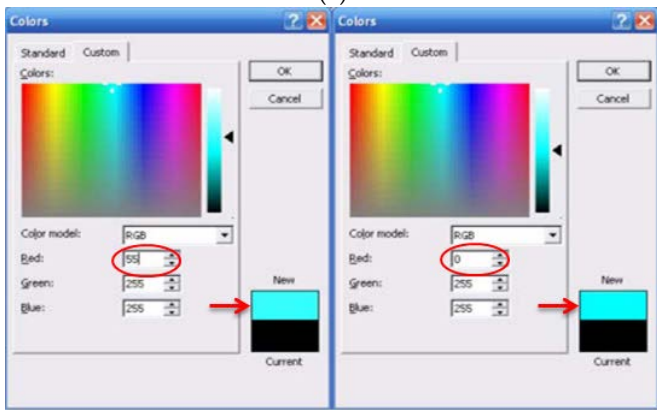 Colors
Standard Custom
Colors:
OK
Cancel
Color model: RGB
Red: 55
Green: 255
Blue: 255
New
Current
Colors
Standard Custom
Colors:
OK
Cancel
Color model: RGB
Red: 0
Green: 255
Blue: 255
New
Current